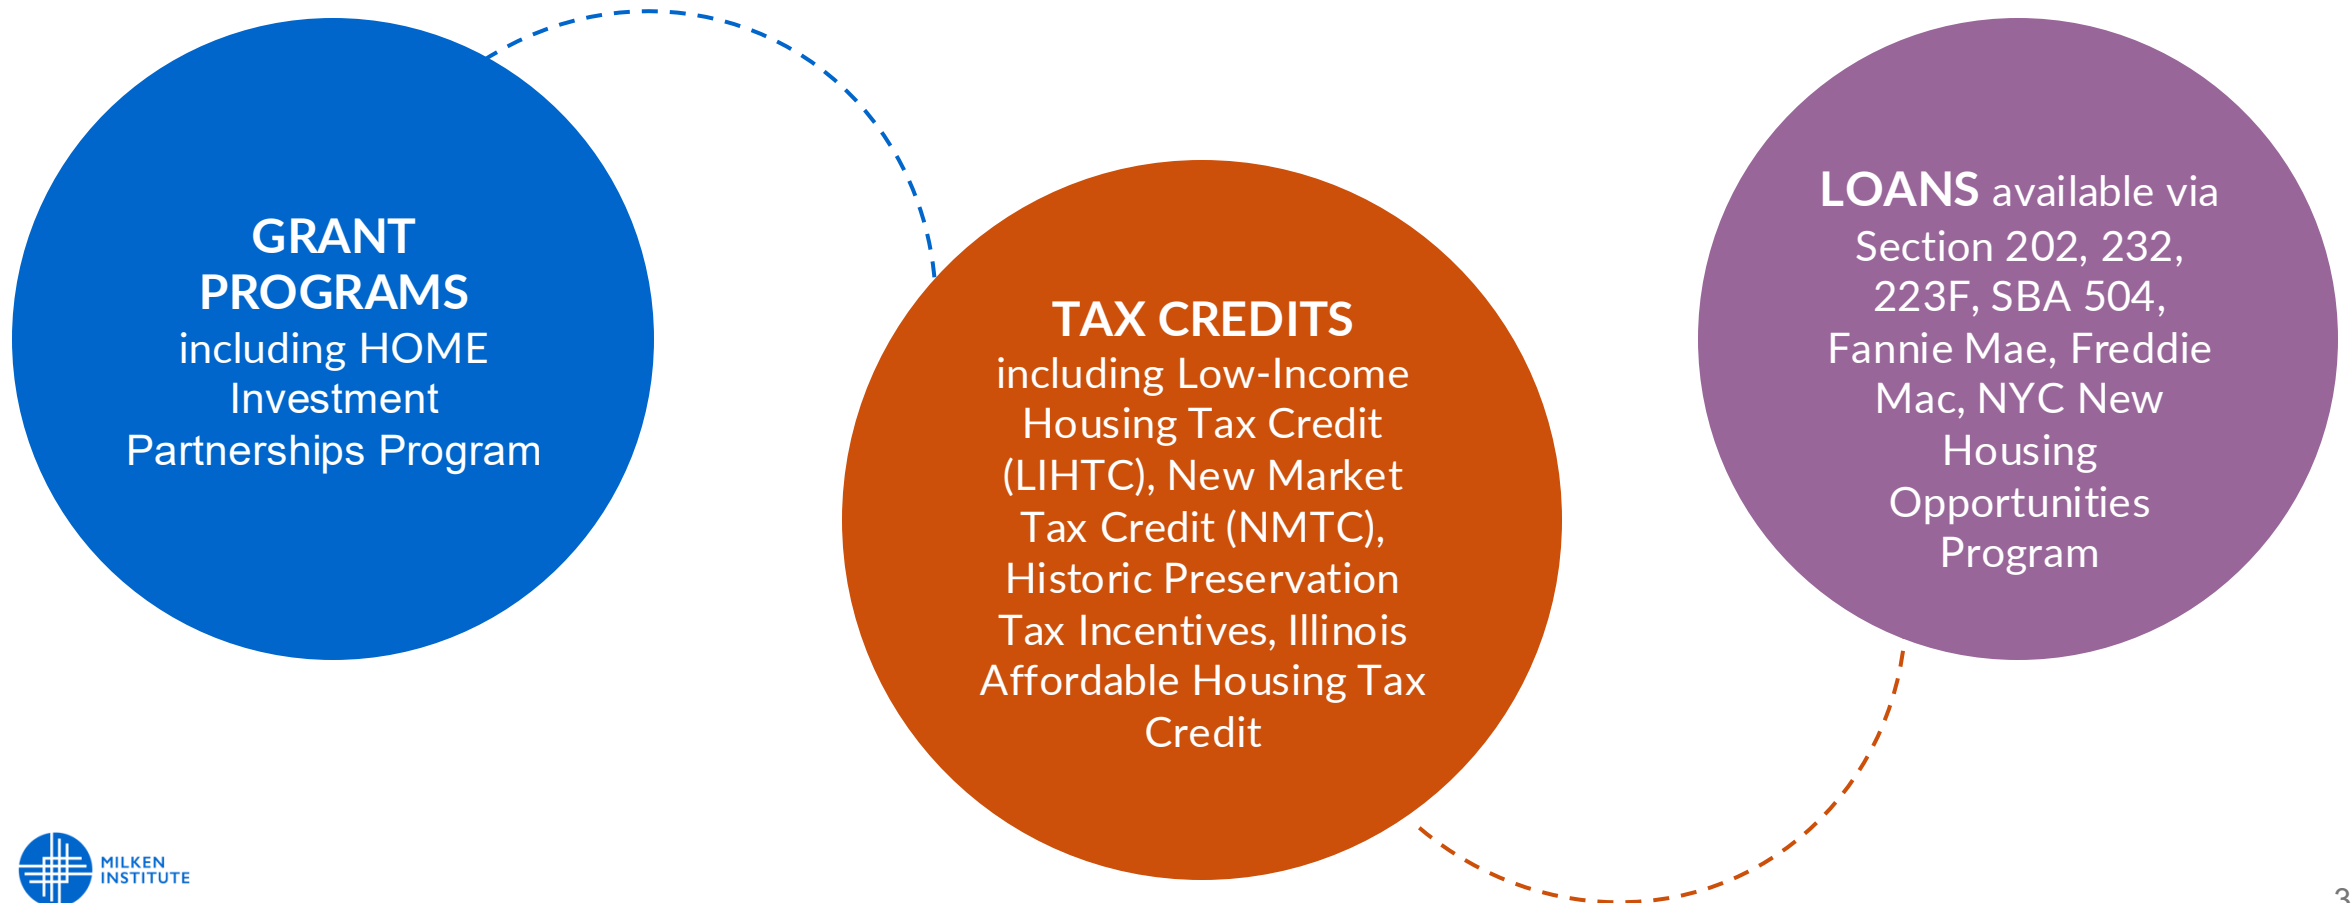 GRANT
PROGRAMS
including HOME
Investment
Partnerships Program
TAX CREDITS
including Low-Income
Housing Tax Credit
(LIHTC), New Market
Tax Credit (NMTC),
Historic Preservation
Tax Incentives, Illinois
Affordable Housing Tax
Credit
LOANS available via
Section 202, 232,
223F, SBA 504,
Fannie Mae, Freddie
Mac, NYC New
Housing
Opportunities
Program
MILKEN
INSTITUTE